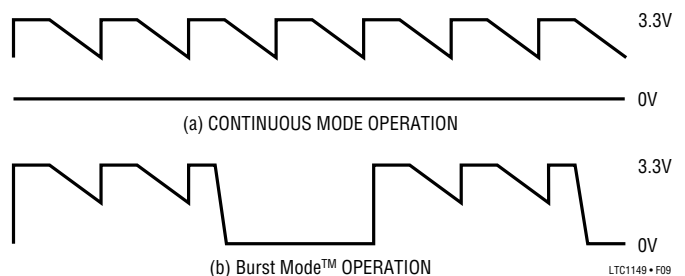 3.3V
0V
(a) CONTINUOUS MODE OPERATION
3.3V
0V
(b) Burst Mode™ OPERATION
LTC1149 • F09